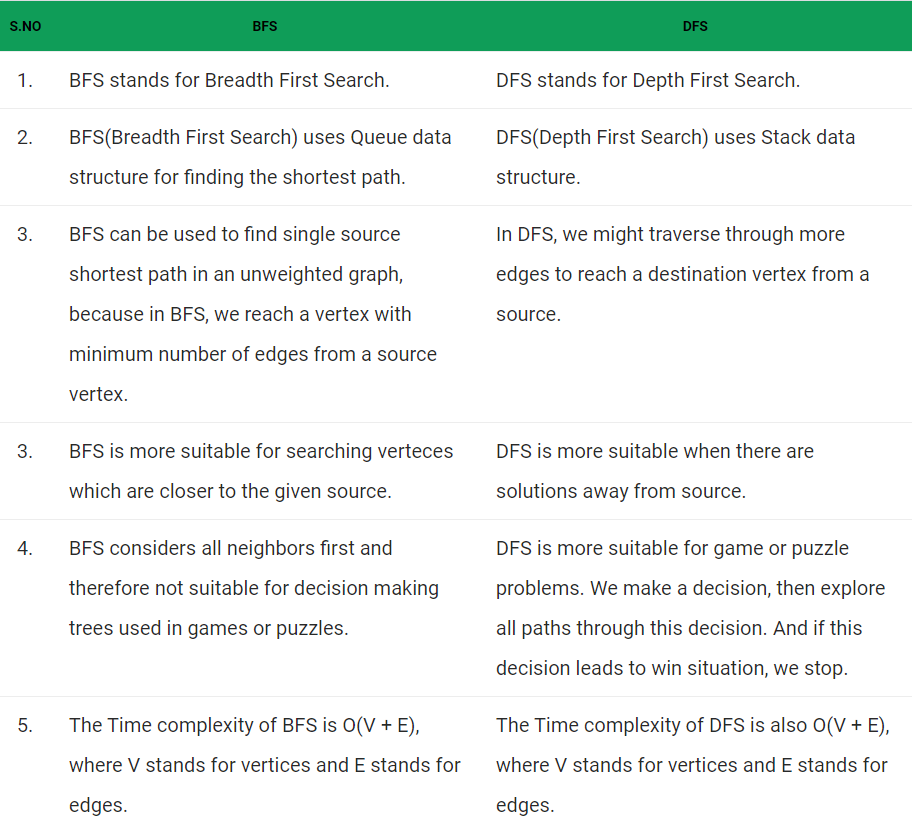 S.NO BFS DFS
1. BFS stands for Breadth First Search. DFS stands for Depth First Search.
2. BFS(Breadth First Search) uses Queue data DFS(Depth First Search) uses Stack data
structure for finding the shortest path. structure.
3. BFS can be used to find single source In DFS, we might traverse through more
shortest path in an unweighted graph, edges to reach a destination vertex from a
because in BFS, we reach a vertex with source.
minimum number of edges from a source
vertex.
3. BFS is more suitable for searching verteces DFS is more suitable when there are
which are closer to the given source. solutions away from source.
4. BFS considers all neighbors first and DFS is more suitable for game or puzzle
therefore not suitable for decision making problems. We make a decision, then explore
trees used in games or puzzles. all paths through this decision. And if this
decision leads to win situation, we stop.
5. The Time complexity of BFS is O(V + E), The Time complexity of DFS is also O(V + E),
where V stands for vertices and E stands for where V stands for vertices and E stands for
edges. edges.